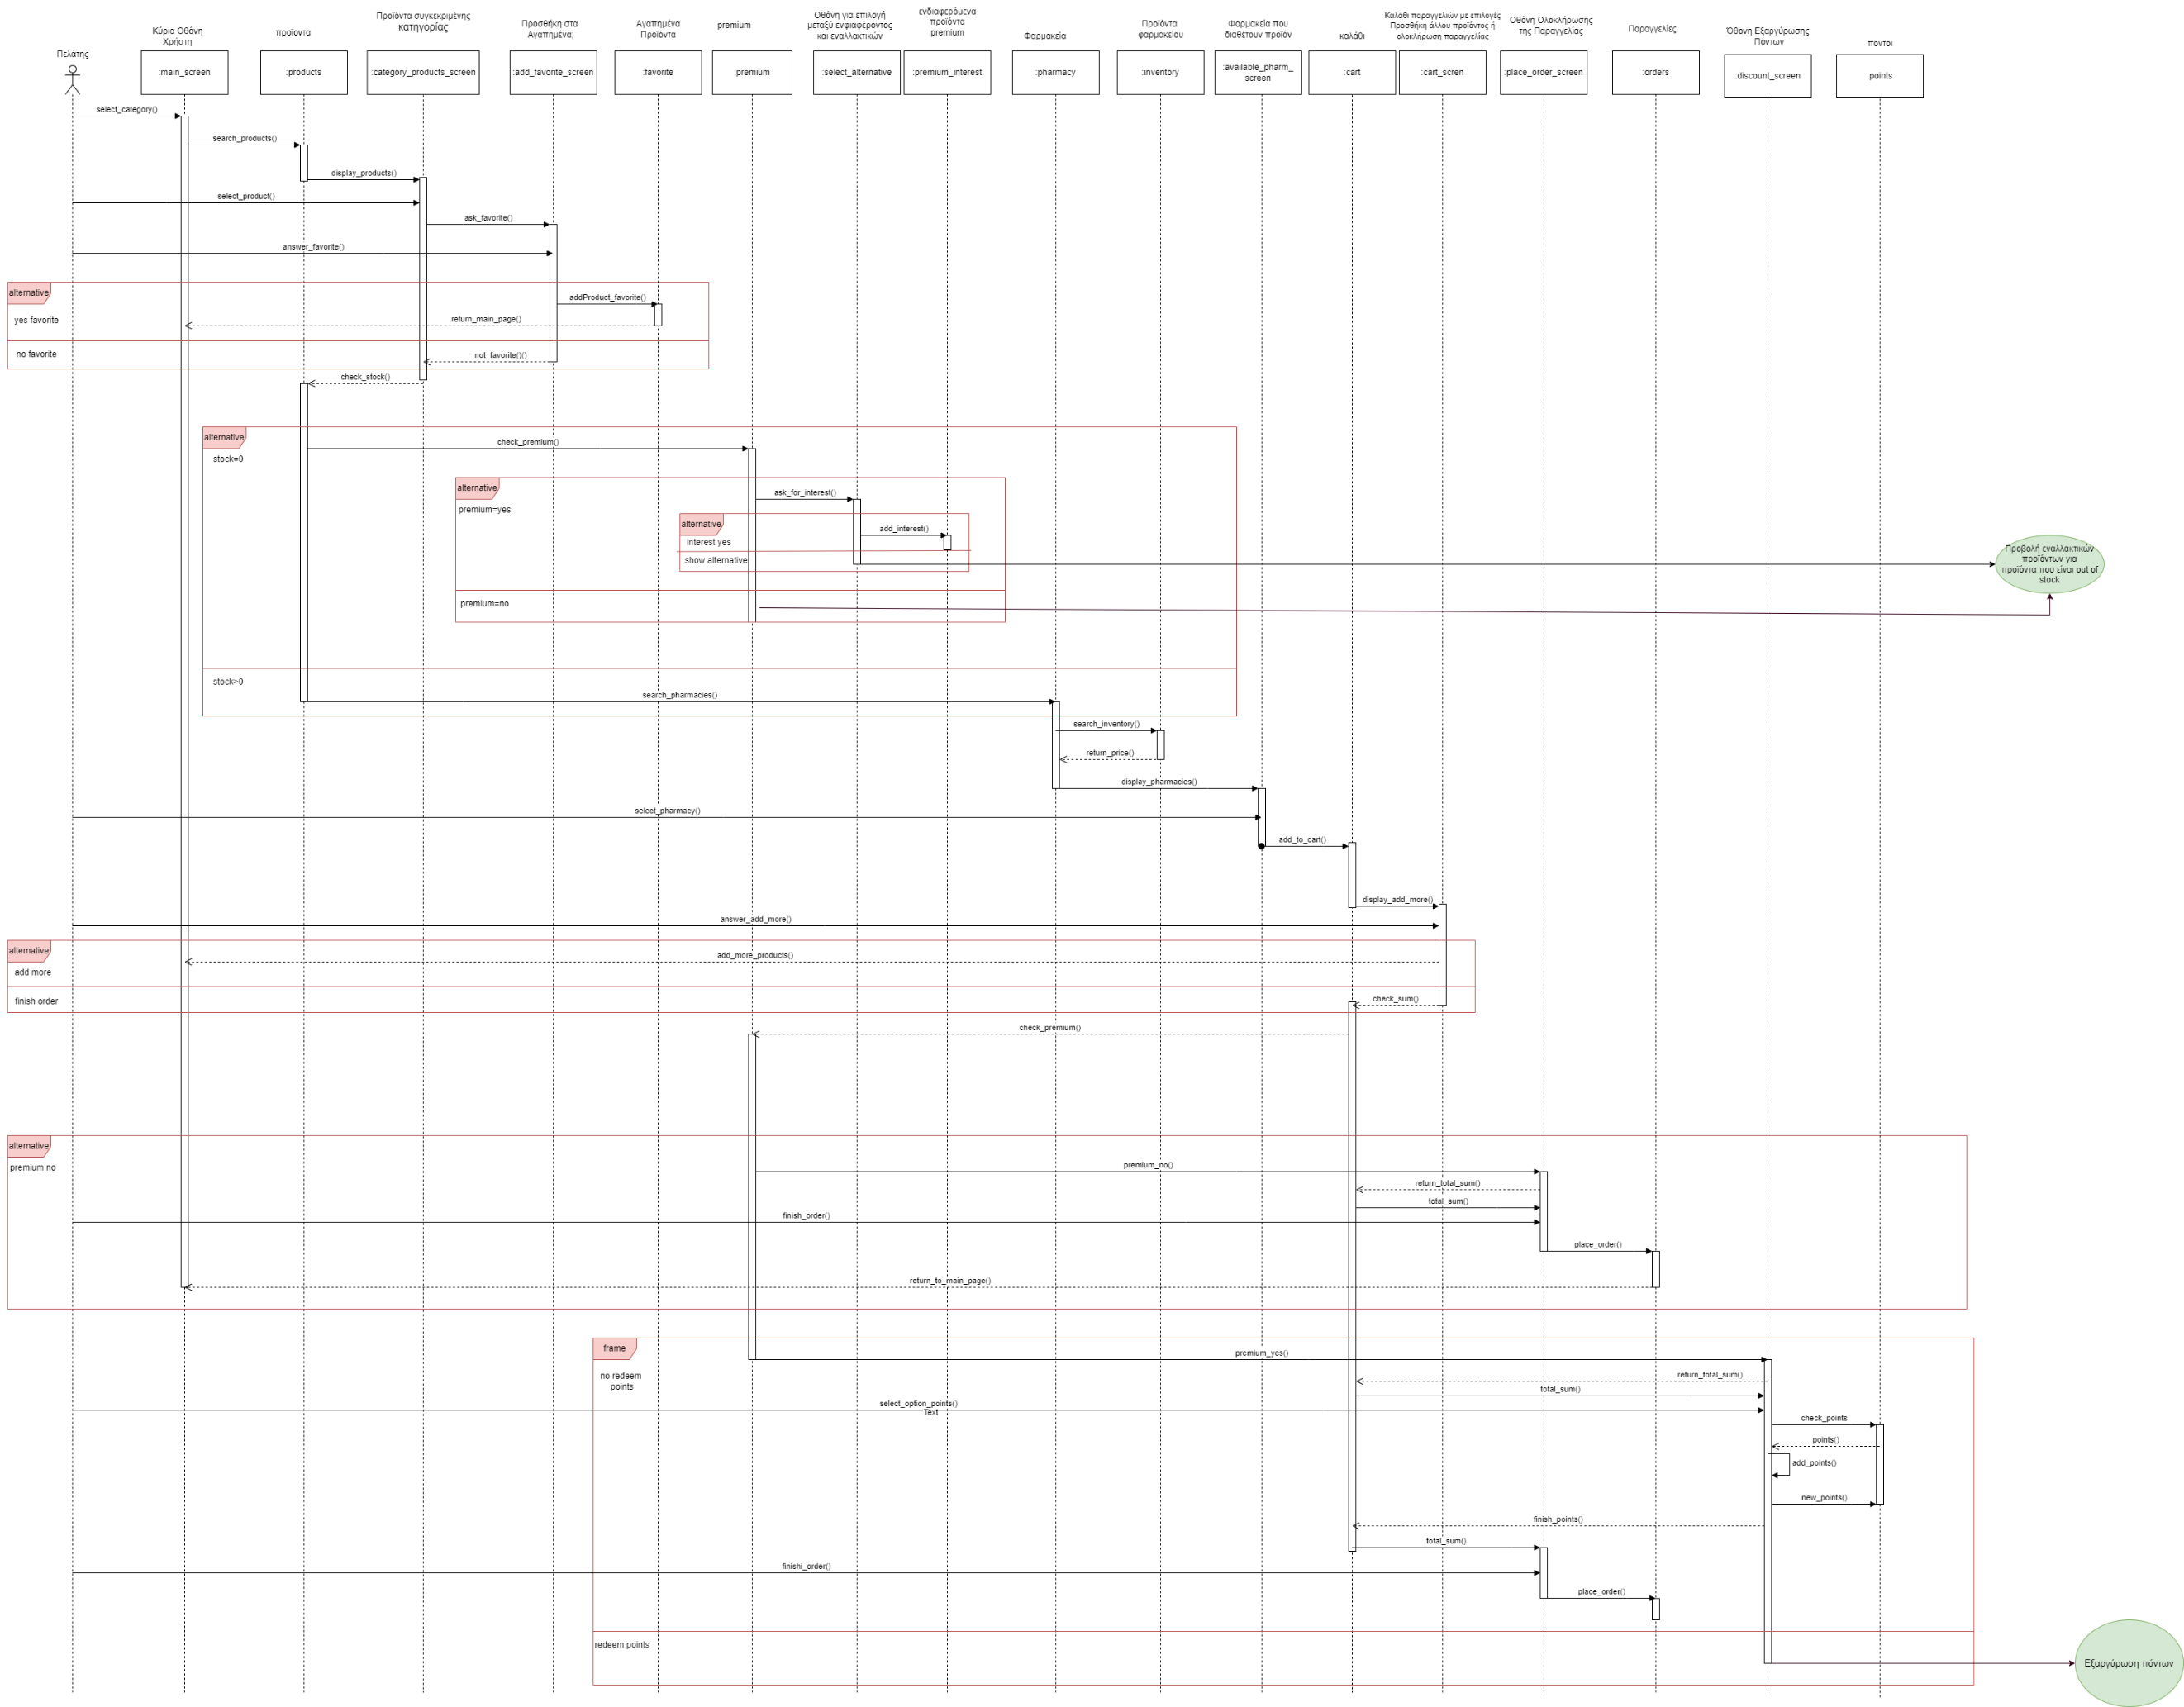 Πελάτης
Κύρια Οθόνη
Χρήστη
:main_screen
προϊοντα
:products
Προϊόντα συγκεκριμένης
κατηγορίας
:category_products_screen
Προσθήκη στα
Αγαπημένα;
:add_favorite_screen
Αγαπημένα
Προϊόντα
:favorite
premium
:premium
Οθόνη για επιλογή
μεταξύ ενφιαφέροντος
και εναλλακτικών
:select_alternative
ενδιαφερόμενα
προϊόντα
premium
:premium_interest
Φαρμακεία
:pharmacy
Προϊόντα
φαρμακείου
:inventory
Φαρμακεία που
διαθέτουν προϊόν
:available_pharm_
screen
καλάθι
:cart
Καλάθι παραγγελιών με επιλογές
Προσθήκη άλλου προϊόντος ή
ολοκλήρωση παραγγελίας
:cart_scren
Οθόνη Ολοκλήρωσης
της Παραγγελίας
:place_order_screen
Παραγγελίες
:orders
Όθονη Εξαργύρωσης
Πόντων
:discount_screen
ποντοι
:points
select_category()
search_products()
display_products()
select_product()
ask_favorite()
answer_favorite()
alternative
addProduct_favorite()
yes favorite
return_main_page()
no favorite
not_favorite()()
check_stock()
alternative
check_premium()
stock=0
alternative
ask_for_interest()
premium=yes
alternative
add_interest()
interest yes
show alternative
Προβολή εναλλακτικών
προϊόντων για
προϊόντα που είναι out of
stock
premium=no
stock>0
search_pharmacies()
search_inventory()
return_price()
display_pharmacies()
select_pharmacy()
add_to_cart()
display_add_more()
answer_add_more()
alternative
add_more_products()
add more
finish order
check_sum()
check_premium()
alternative
premium no
premium_no()
return_total_sum()
total_sum()
finish_order()
place_order()
return_to_main_page()
frame
premium_yes()
no redeem
points
return_total_sum()
total_sum()
select_option_points()
Text
check_points
points()
add_points()
new_points()
finish_points()
total_sum()
finishi_order()
place_order()
redeem points
Εξαργύρωση πόντων